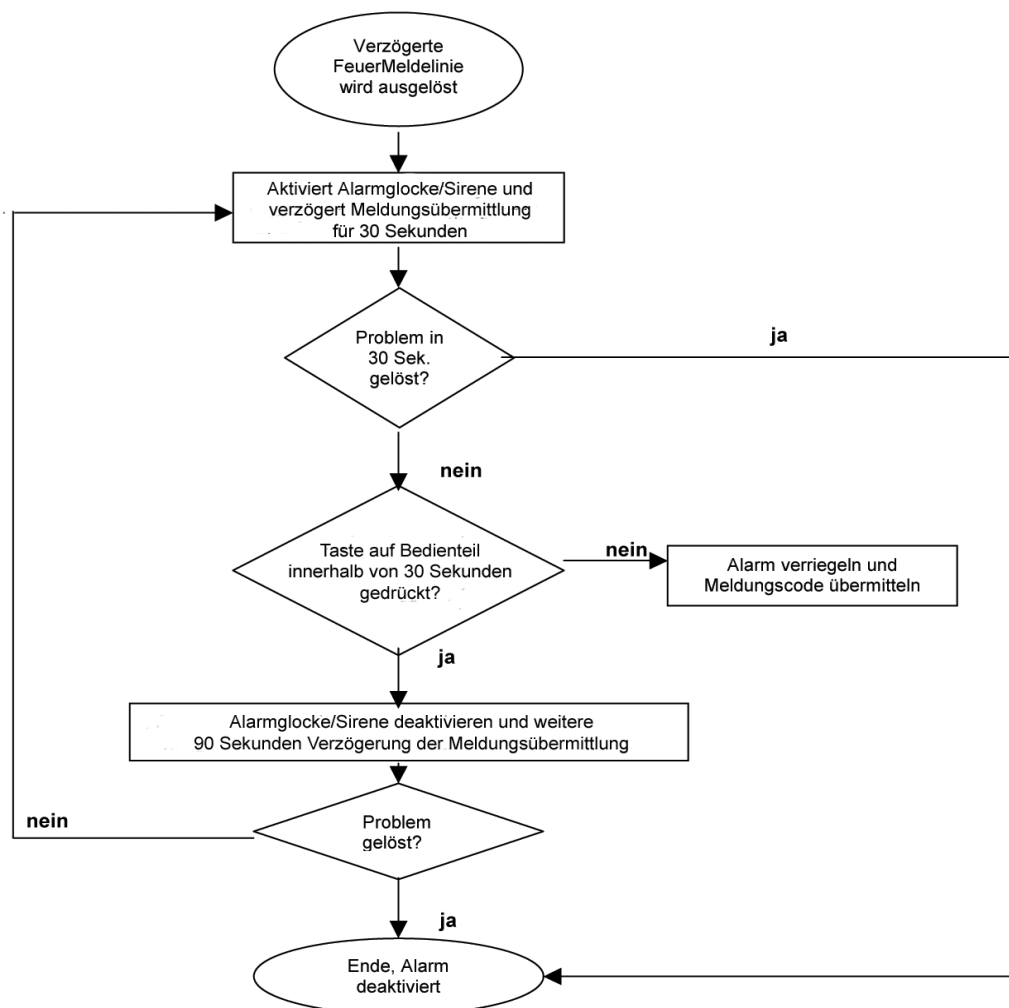 Verzögerte
FeuerMeldelinie
wird ausgelöst
Aktiviert Alarmglocke/Sirene und
verzögert Meldungsübermittlung
für 30 Sekunden
Problem in
30 Sek.
gelöst?
ja
nein
Taste auf Bedienteil
innerhalb von 30 Sekunden
gedrückt?
nein
Alarm verriegeln und
Meldungscode übermitteln
ja
Alarmglocke/Sirene deaktivieren und weitere
90 Sekunden Verzögerung der Meldungsübermittlung
nein
Problem
gelöst?
ja
Ende, Alarm
deaktiviert